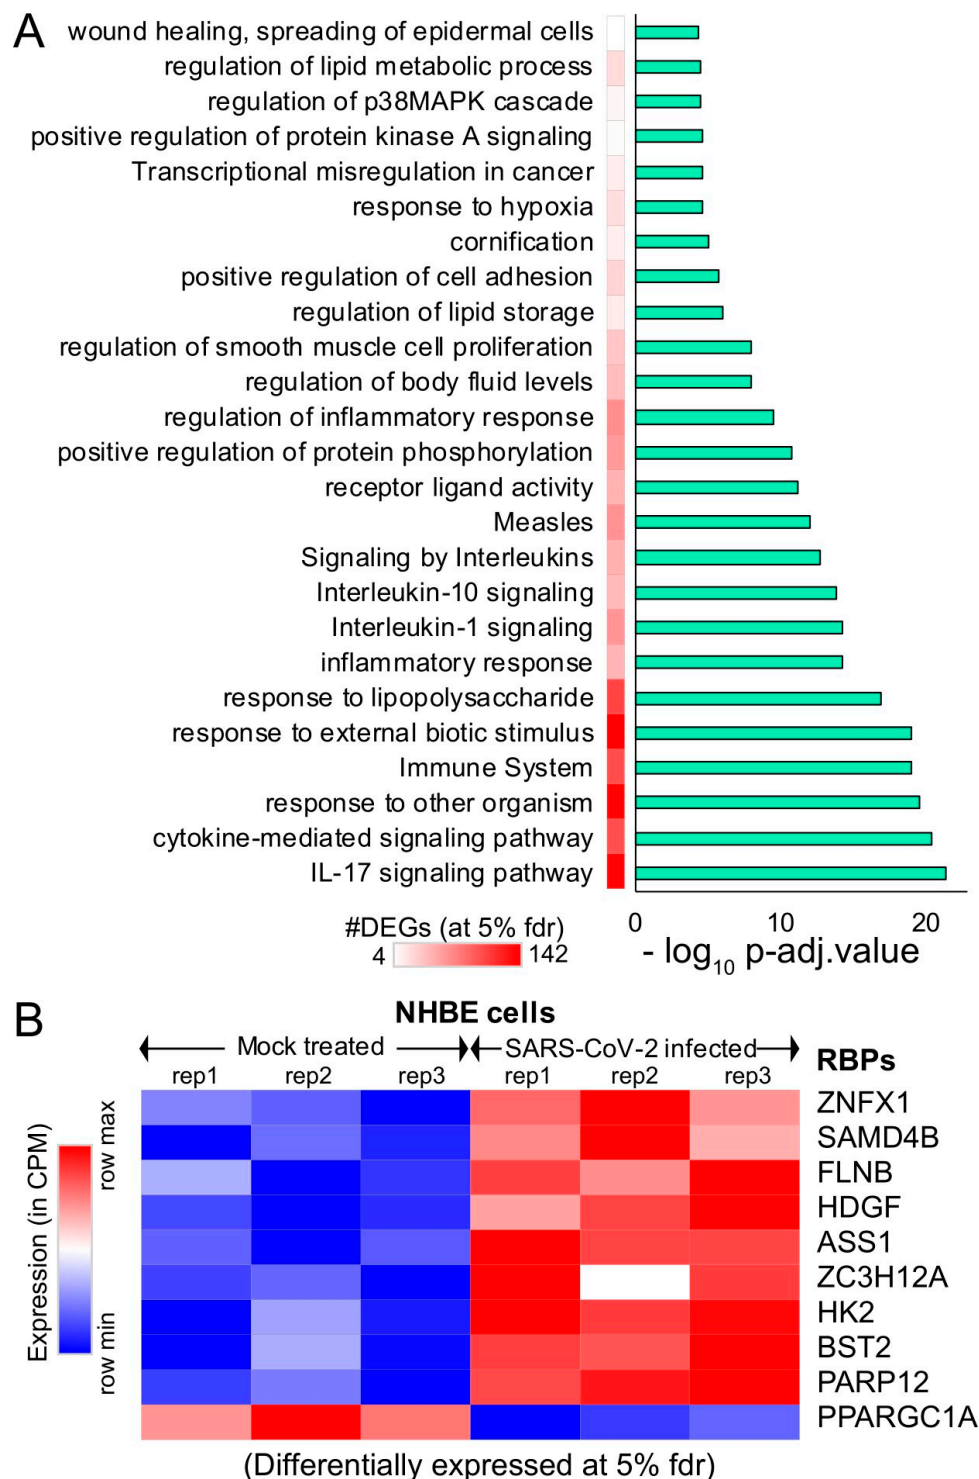 A
wound healing, spreading of epidermal cells
regulation of lipid metabolic process
regulation of p38MAPK cascade
positive regulation of protein kinase A signaling
Transcriptional misregulation in cancer
response to hypoxia
cornification
positive regulation of cell adhesion
regulation of lipid storage
regulation of smooth muscle cell proliferation
regulation of body fluid levels
regulation of inflammatory response
positive regulation of protein phosphorylation
receptor ligand activity
Measles
Signaling by Interleukins
Interleukin-10 signaling
Interleukin-1 signaling
inflammatory response
response to lipopolysaccharide
response to external biotic stimulus
Immune System
response to other organism
cytokine-mediated signaling pathway
IL-17 signaling pathway
0 10 20
- log10 p-adj.value
#DEGs (at 5% fdr)
4 142
B
NHBE cells
Mock treated SARS-CoV-2 infected
rep1 rep2 rep3 rep1 rep2 rep3
RBPs
ZNFX1
SAMD4B
FLNB
HDGF
ASS1
ZC3H12A
HK2
BST2
PARP12
PPARGC1A
Expression (in CPM)
row max
row min
(Differentially expressed at 5% fdr)